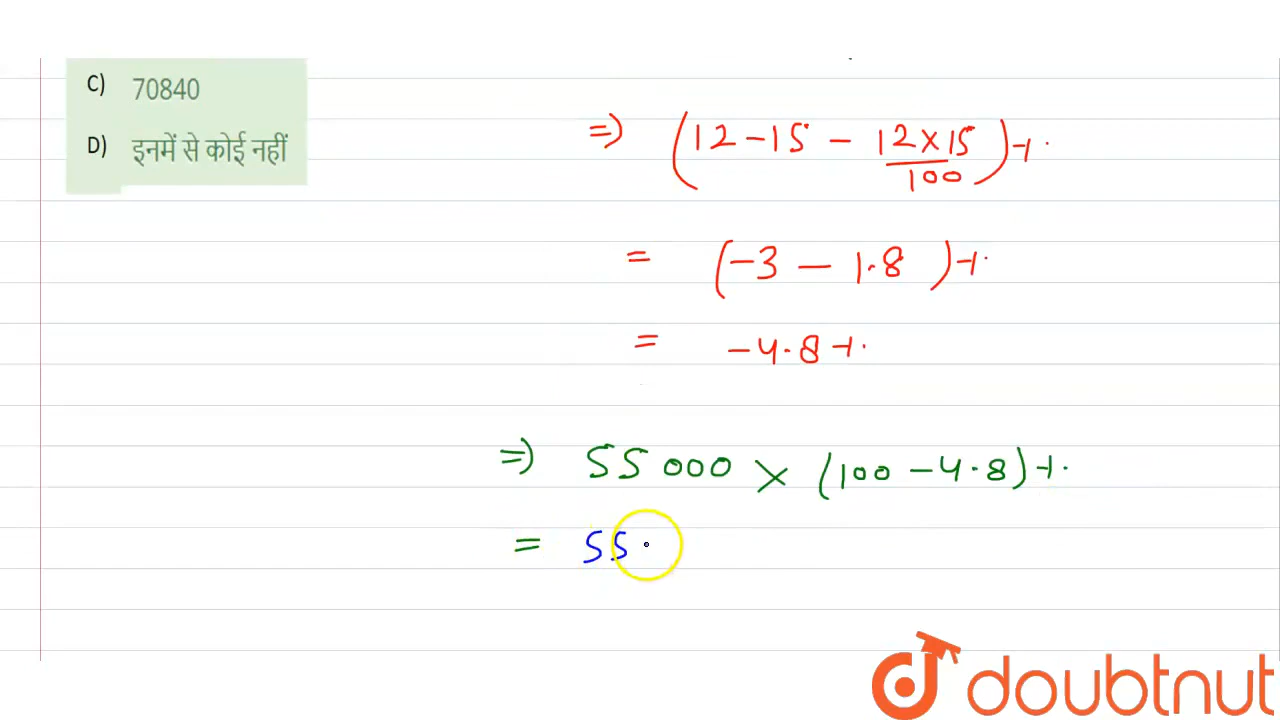 C) 70840
D) इनमें से कोई नहीं
=) (12-15 - 12×15/100)%
= (-3 - 1.8)%
= -4.8%
=) 55000 × (100-4.8)%
= 55
doubtnut